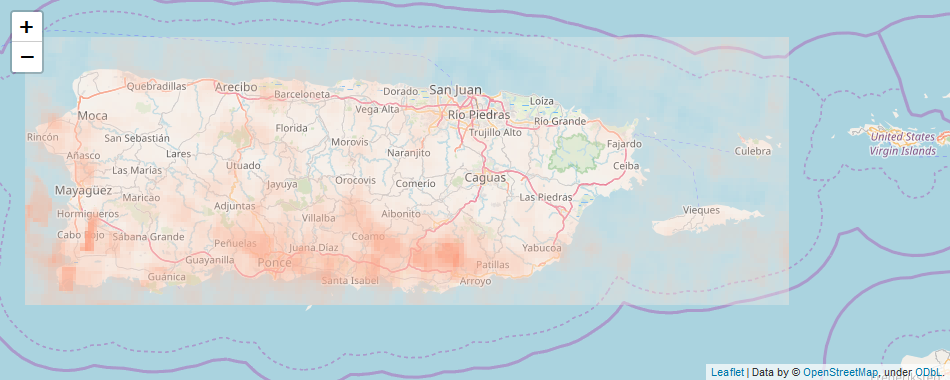 +
−
Quebradillas
Arecibo
Barceloneta
Dorado
San Juan
Loiza
Vega Alta
Moca
Río Piedras
Río Grande
Florida
Trujillo Alto
Rincón
San Sebastián
Morovis
Fajardo
United States
Virgin Islands
Añasco
Lares
Naranjito
Culebra
Las Marías
Utuado
Ceiba
Mayagüez
Jayuya
Orocovis
Comerio
Caguas
Maricao
Las Piedras
Adjuntas
Hormigueros
Villalba
Aibonito
Vieques
Cabo Rojo
Sábana Grande
Peñuelas
Juana Diaz
Coamo
Yabucoa
Guayanilla
Ponce
Patillas
Guánica
Santa Isabel
Arroyo
Leaflet | Data by © OpenStreetMap, under ODbL.